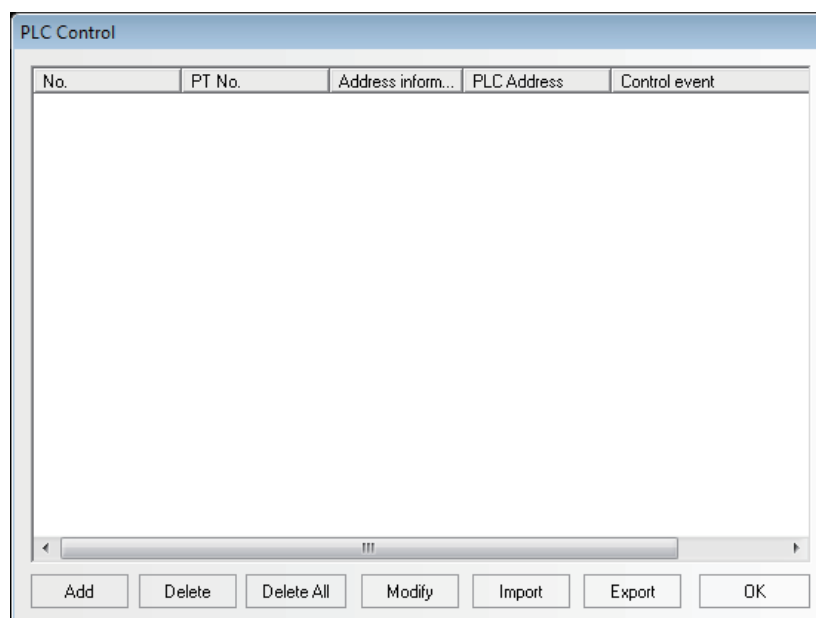 PLC Control
No. PT No. Address inform... PLC Address Control event
Add Delete Delete All Modify Import Export OK